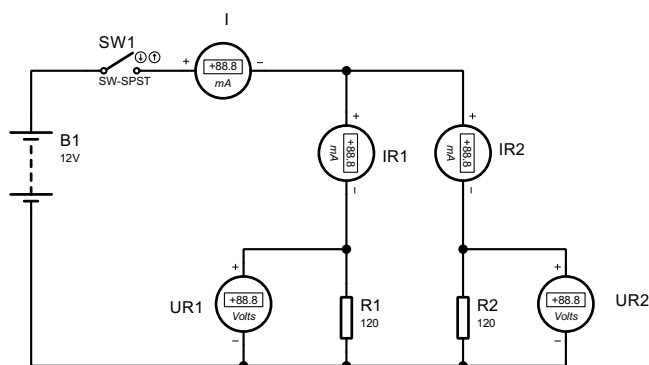 I
SW1
+ +88.8 −
SW-SPST
mA
B1
12V
+ +
+88.8
mA
IR1
+88.8
mA
IR2
− −
+ +
UR1
+88.8
Volts
R1
120
R2
120
+88.8
Volts
UR2
− −